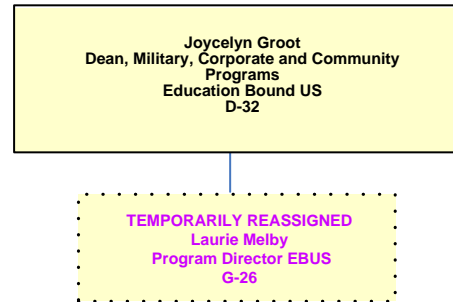 Joycelyn Groot
Dean, Military, Corporate and Community
Programs
Education Bound US
D-32
TEMPORARILY REASSIGNED
Laurie Melby
Program Director EBUS
G-26